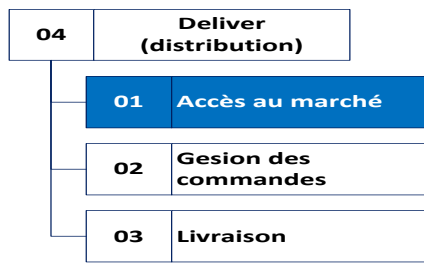 04 Deliver
(distribution)
01 Accès au marché
02 Gesion des
commandes
03 Livraison